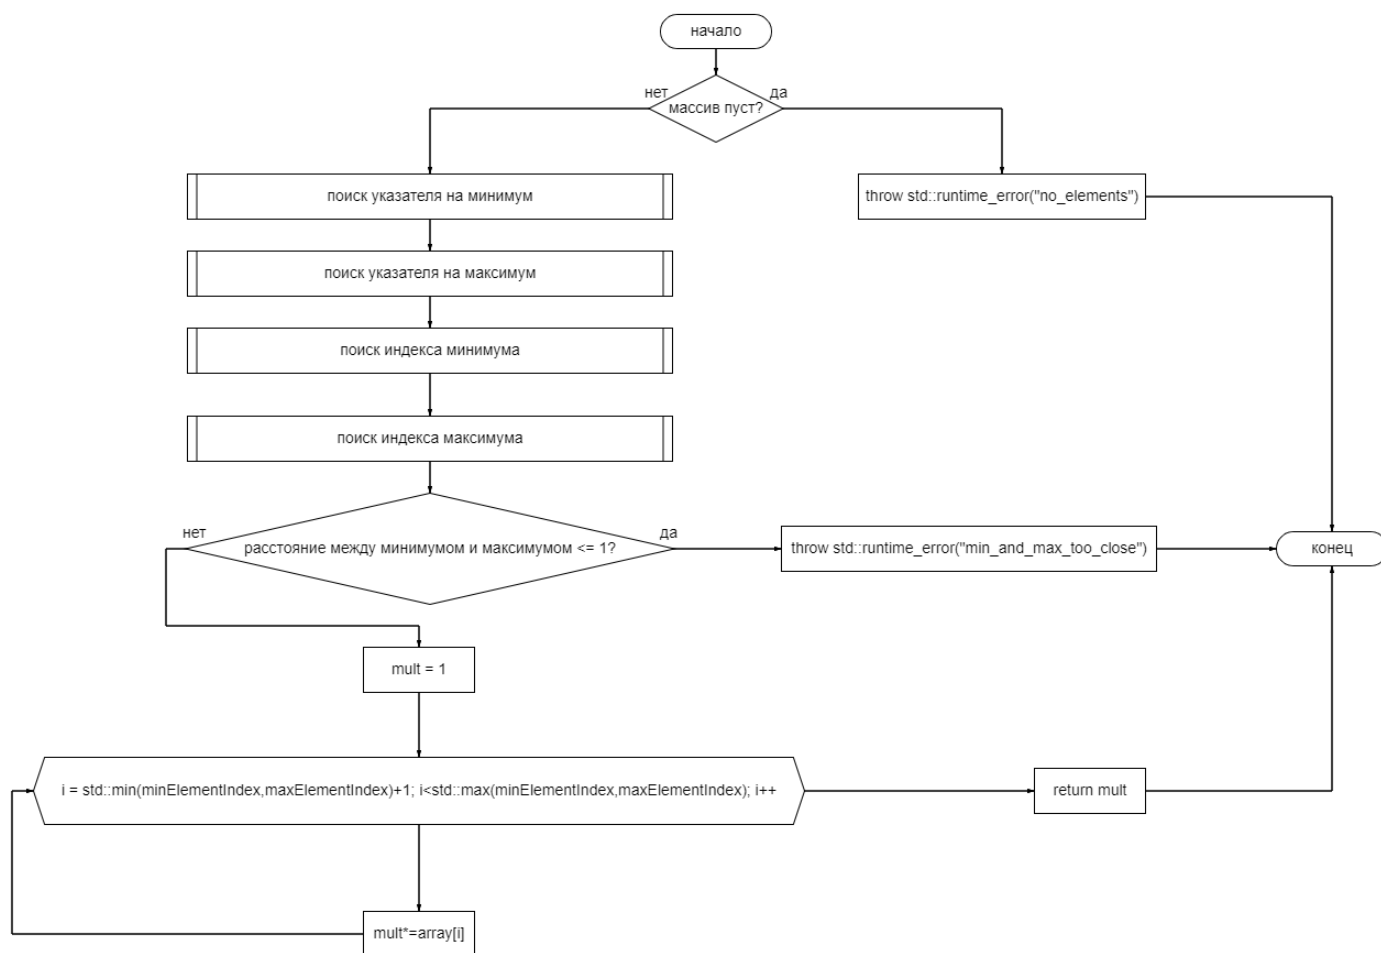 начало
нет
да
массив пуст?
поиск указателя на минимум
throw std::runtime_error("no_elements")
поиск указателя на максимум
поиск индекса минимума
поиск индекса максимума
нет
да
расстояние между минимумом и максимумом <= 1?
throw std::runtime_error("min_and_max_too_close")
конец
mult = 1
i = std::min(minElementIndex,maxElementIndex)+1; i<std::max(minElementIndex,maxElementIndex); i++
return mult
mult*=array[i]